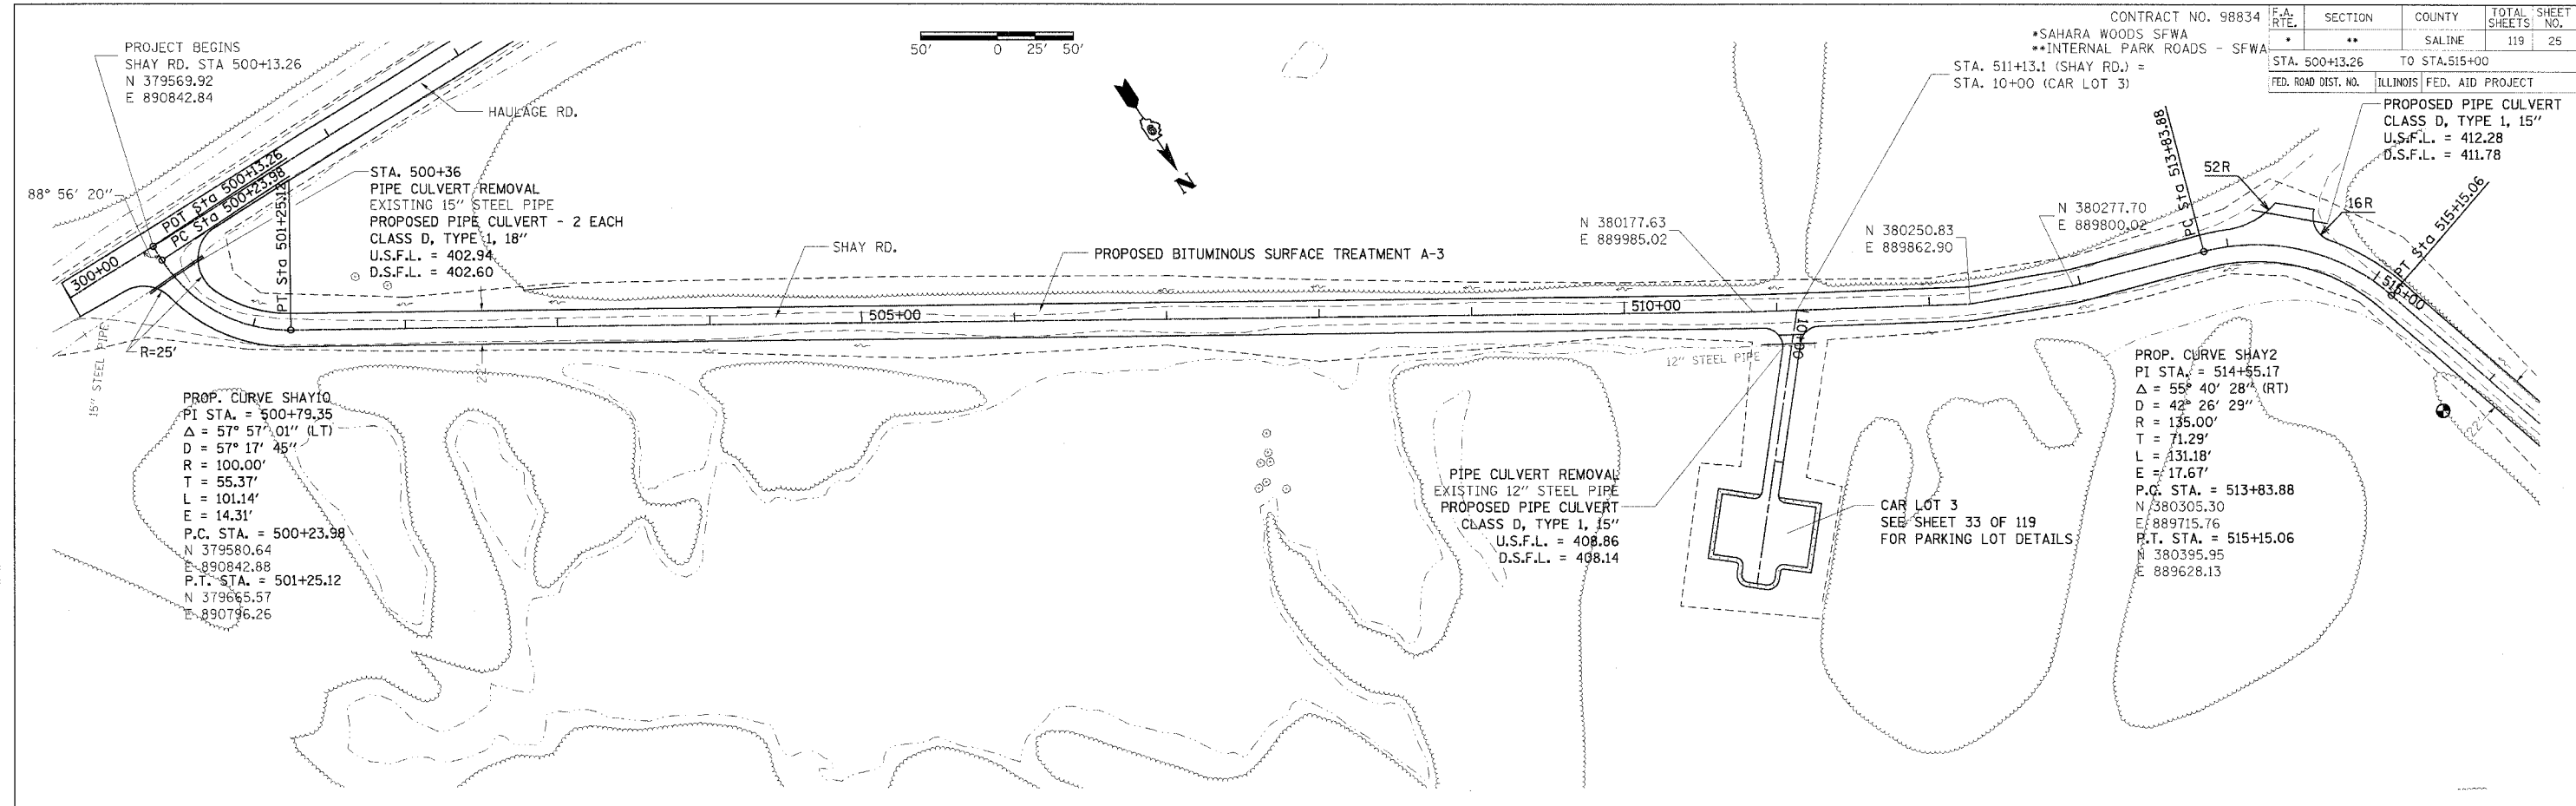 CONTRACT NO. 98834
*SAHARA WOODS SFWA
**INTERNAL PARK ROADS - SFWA
F.A. RTE.
SECTION
COUNTY
TOTAL SHEETS
SHEET NO.
*
**
SALINE
119
25
STA. 500+13.26 TO STA.515+00
FED. ROAD DIST. NO.
ILLINOIS
FED. AID PROJECT
50' 0 25' 50'
PROJECT BEGINS
SHAY RD. STA 500+13.26
N 379569.92
E 890842.84
HAULAGE RD.
88° 56' 20"
POT Sta 500+13.26
PC Sta 500+23.98
PT Sta 501+25.12
300+00
STA. 500+36
PIPE CULVERT REMOVAL
EXISTING 15" STEEL PIPE
PROPOSED PIPE CULVERT - 2 EACH
CLASS D, TYPE 1, 18"
U.S.F.L. = 402.94
D.S.F.L. = 402.60
N
SHAY RD.
PROPOSED BITUMINOUS SURFACE TREATMENT A-3
505+00
510+00
N 380177.63
E 889985.02
STA. 511+13.1 (SHAY RD.) =
STA. 10+00 (CAR LOT 3)
N 380250.83
E 889862.90
N 380277.70
E 889800.02
PC Sta 513+83.88
52R
16R
PROPOSED PIPE CULVERT
CLASS D, TYPE 1, 15"
U.S.F.L. = 412.28
D.S.F.L. = 411.78
PT Sta 515+15.06
515+00
10+00
12" STEEL PIPE
15" STEEL PIPE
R=25'
22'
22'
PROP. CURVE SHAY10
PI STA. = 500+79.35
Δ = 57° 57' 01" (LT)
D = 57° 17' 45"
R = 100.00'
T = 55.37'
L = 101.14'
E = 14.31'
P.C. STA. = 500+23.98
N 379580.64
E 890842.88
P.T. STA. = 501+25.12
N 379665.57
E 890796.26
PIPE CULVERT REMOVAL
EXISTING 12" STEEL PIPE
PROPOSED PIPE CULVERT
CLASS D, TYPE 1, 15"
U.S.F.L. = 408.86
D.S.F.L. = 408.14
CAR LOT 3
SEE SHEET 33 OF 119
FOR PARKING LOT DETAILS
PROP. CURVE SHAY2
PI STA. = 514+55.17
Δ = 55° 40' 28" (RT)
D = 42° 26' 29"
R = 135.00'
T = 71.29'
L = 131.18'
E = 17.67'
P.C. STA. = 513+83.88
N 380305.30
E 889715.76
P.T. STA. = 515+15.06
N 380395.95
E 889628.13